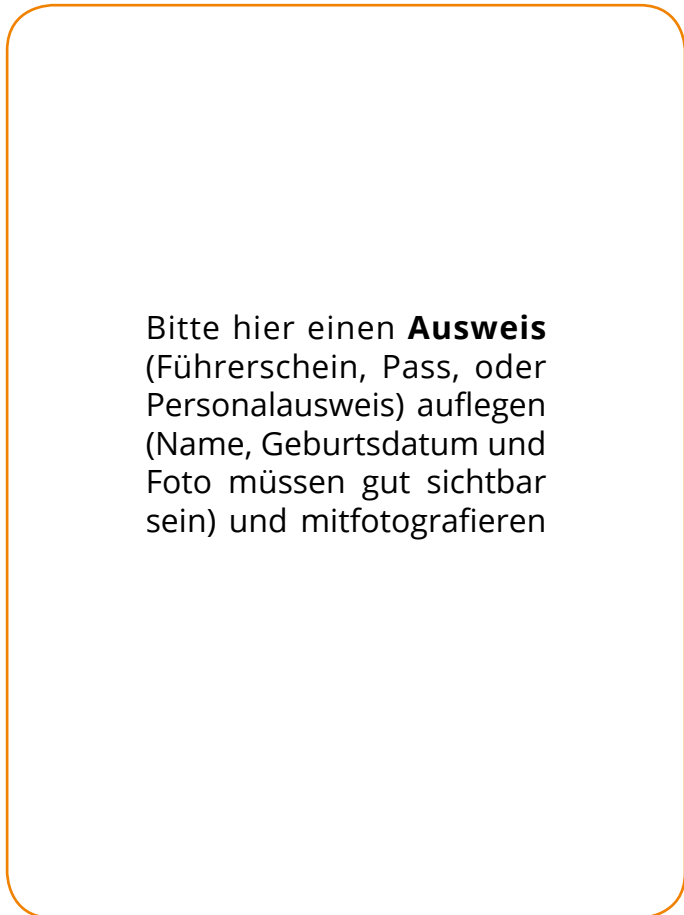 Bitte hier einen Ausweis
(Führerschein, Pass, oder
Personalausweis) auflegen
(Name, Geburtsdatum und
Foto müssen gut sichtbar
sein) und mitfotografieren